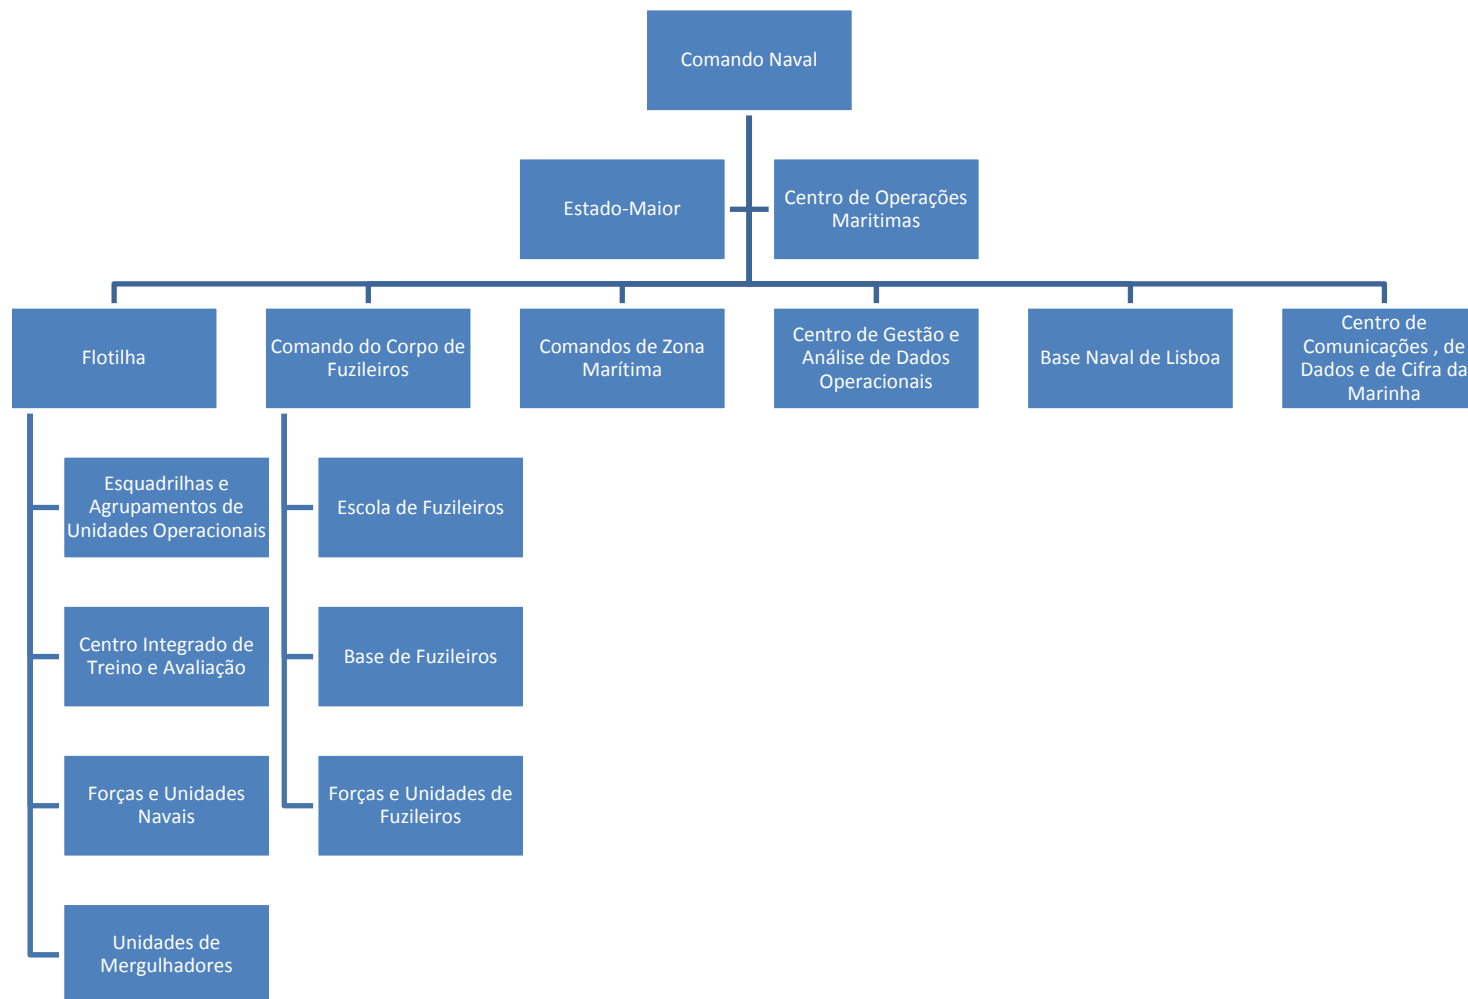 Comando Naval
Estado-Maior
Centro de Operações
Maritimas
Flotilha
Comando do Corpo de
Fuzileiros
Comandos de Zona
Marítima
Centro de Gestão e
Análise de Dados
Operacionais
Base Naval de Lisboa
Centro de
Comunicações , de
Dados e de Cifra da
Marinha
Esquadrilhas e
Agrupamentos de
Unidades Operacionais
Escola de Fuzileiros
Centro Integrado de
Treino e Avaliação
Base de Fuzileiros
Forças e Unidades
Navais
Forças e Unidades de
Fuzileiros
Unidades de
Mergulhadores